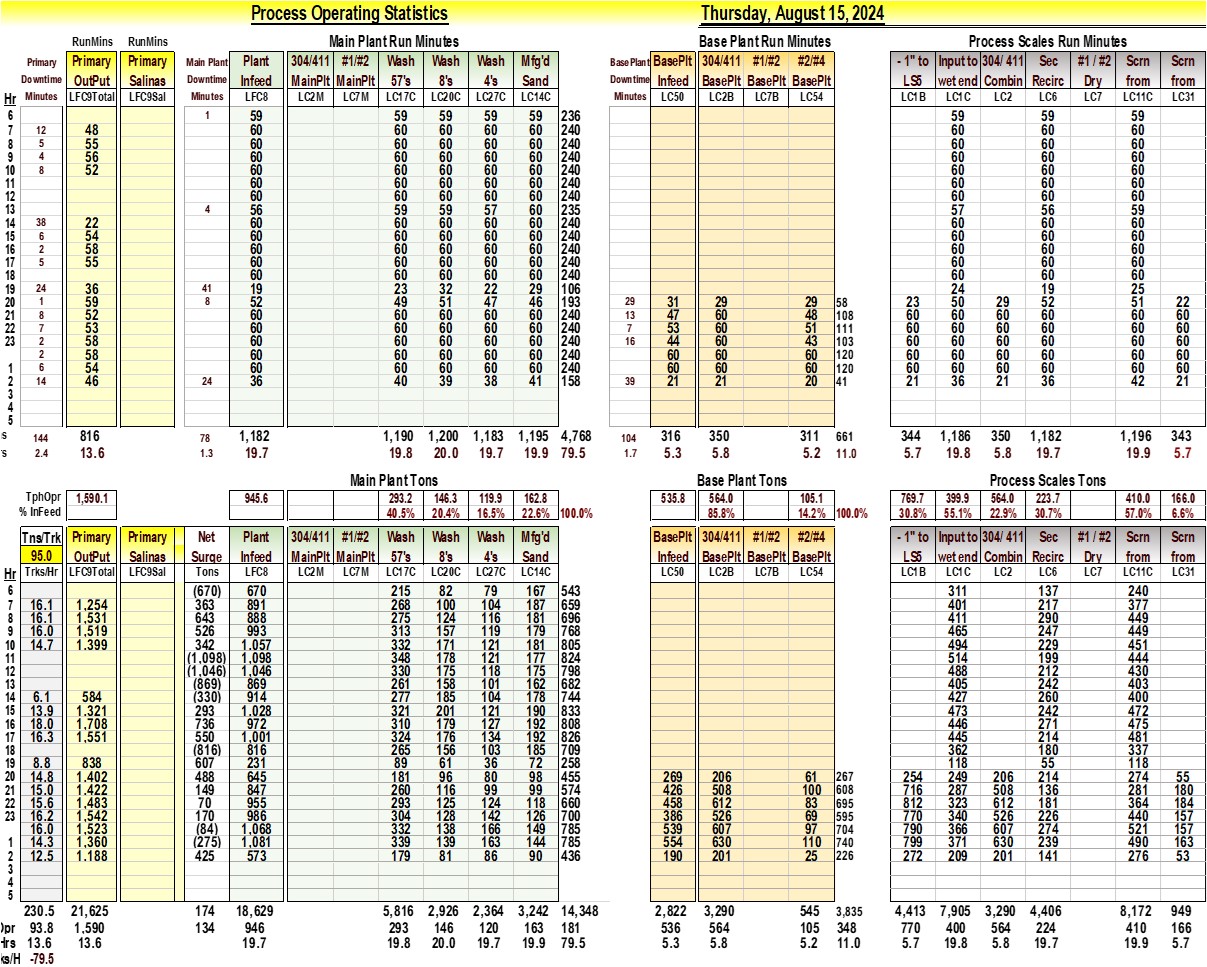 Process Operating Statistics Thursday, August 15, 2024
RunMins RunMins Main Plant Run Minutes Base Plant Run Minutes Process Scales Run Minutes
Primary Primary Primary Main Plant Plant 304/411 #1/#2 Wash Wash Wash Mfg'd Base Plant BasePlt 304/411 #1/#2 #2/#4 - 1" to Input to 304/ 411 Sec #1 / #2 Scrn Scrn
Downtime OutPut Salinas Downtime Infeed MainPlt MainPlt 57's 8's 4's Sand Downtime Infeed BasePlt BasePlt BasePlt LS5 wet end Combin Recirc Dry from from
Hr Minutes LFC9Total LFC9Sal Minutes LFC8 LC2M LC7M LC17C LC20C LC27C LC14C Minutes LC50 LC2B LC7B LC54 LC1B LC1C LC2 LC6 LC7 LC11C LC31
6 1 59 59 59 59 59 236 59 59 59
7 12 48 60 60 60 60 60 240 60 60 60
8 5 55 60 60 60 60 60 240 60 60 60
9 4 56 60 60 60 60 60 240 60 60 60
10 8 52 60 60 60 60 60 240 60 60 60
11 60 60 60 60 60 240 60 60 60
12 60 60 60 60 60 240 60 60 60
13 4 56 59 59 57 60 235 57 56 59
14 38 22 60 60 60 60 60 240 60 60 60
15 6 54 60 60 60 60 60 240 60 60 60
16 2 58 60 60 60 60 60 240 60 60 60
17 5 55 60 60 60 60 60 240 60 60 60
18 60 60 60 60 60 240 60 60 60
19 24 36 41 19 23 32 22 29 106 24 19 25
20 1 59 8 52 49 51 47 46 193 29 31 29 29 58 23 50 29 52 51 22
21 8 52 60 60 60 60 60 240 13 47 60 48 108 60 60 60 60 60 60
22 7 53 60 60 60 60 60 240 7 53 60 51 111 60 60 60 60 60 60
23 2 58 60 60 60 60 60 240 16 44 60 43 103 60 60 60 60 60 60
2 58 60 60 60 60 60 240 60 60 60 120 60 60 60 60 60 60
1 6 54 60 60 60 60 60 240 60 60 60 120 60 60 60 60 60 60
2 14 46 24 36 40 39 38 41 158 39 21 21 20 41 21 36 21 36 42 21
3
4
5
s 144 816 78 1,182 1,190 1,200 1,183 1,195 4,768 104 316 350 311 661 344 1,186 350 1,182 1,196 343
s 2.4 13.6 1.3 19.7 19.8 20.0 19.7 19.9 79.5 1.7 5.3 5.8 5.2 11.0 5.7 19.8 5.8 19.7 19.9 5.7
Main Plant Tons Base Plant Tons Process Scales Tons
TphOpr 1,590.1 945.6 293.2 146.3 119.9 162.8 535.8 564.0 105.1 769.7 399.9 564.0 223.7 410.0 166.0
% InFeed 40.5% 20.4% 16.5% 22.6% 100.0% 85.8% 14.2% 100.0% 30.8% 55.1% 22.9% 30.7% 57.0% 6.6%
Tns/Trk Primary Primary Net Plant 304/411 #1/#2 Wash Wash Wash Mfg'd BasePlt 304/411 #1/#2 #2/#4 - 1" to Input to 304/ 411 Sec #1 / #2 Scrn Scrn
95.0 OutPut Salinas Surge Infeed MainPlt MainPlt 57's 8's 4's Sand Infeed BasePlt BasePlt BasePlt LS5 wet end Combin Recirc Dry from from
Hr Trks/Hr LFC9Total LFC9Sal Tons LFC8 LC2M LC7M LC17C LC20C LC27C LC14C LC50 LC2B LC7B LC54 LC1B LC1C LC2 LC6 LC7 LC11C LC31
6 (670) 670 215 82 79 167 543 311 137 240
7 16.1 1,254 363 891 268 100 104 187 659 401 217 377
8 16.1 1,531 643 888 275 124 116 181 696 411 290 449
9 16.0 1,519 526 993 313 157 119 179 768 465 247 449
10 14.7 1,399 342 1,057 332 171 121 181 805 494 229 451
11 (1,098) 1,098 348 178 121 177 824 514 199 444
12 (1,046) 1,046 330 175 118 175 798 488 212 430
13 (869) 869 261 158 101 162 682 405 242 403
14 6.1 584 (330) 914 277 185 104 178 744 427 260 400
15 13.9 1,321 293 1,028 321 201 121 190 833 473 242 472
16 18.0 1,708 736 972 310 179 127 192 808 446 271 475
17 16.3 1,551 550 1,001 324 176 134 192 826 445 214 481
18 (816) 816 265 156 103 185 709 362 180 337
19 8.8 838 607 231 89 61 36 72 258 118 55 118
20 14.8 1,402 488 645 181 96 80 98 455 269 206 61 267 254 249 206 214 274 55
21 15.0 1,422 149 847 260 116 99 99 574 426 508 100 608 716 287 508 136 281 180
22 15.6 1,483 70 955 293 125 124 118 660 458 612 83 695 812 323 612 181 364 184
23 16.2 1,542 170 986 304 128 142 126 700 386 526 69 595 770 340 526 226 410 157
16.0 1,523 (84) 1,068 332 138 166 149 785 539 607 97 704 790 366 607 274 521 157
1 14.3 1,360 (275) 1,081 339 139 163 144 785 554 630 110 740 799 371 630 239 490 163
2 12.5 1,188 425 573 179 81 86 90 436 190 201 25 226 272 209 201 141 276 53
3
4
5
230.5 21,625 174 18,629 5,816 2,926 2,364 3,242 14,348 2,822 3,290 545 3,835 4,413 7,905 3,290 4,406 8,172 949
Opr 93.8 1,590 134 946 293 146 120 163 181 536 564 105 348 770 400 564 224 410 166
Hrs 13.6 13.6 19.7 19.8 20.0 19.7 19.9 79.5 5.3 5.8 5.2 11.0 5.7 19.8 5.8 19.7 19.9 5.7
ks/H -79.5